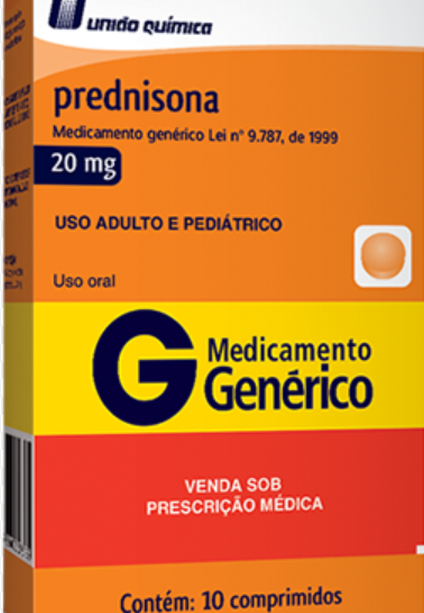 união química
prednisona
Medicamento genérico Lei nº 9.787, de 1999
20 mg
USO ADULTO E PEDIÁTRICO
Uso oral
G Medicamento
Genérico
VENDA SOB
PRESCRIÇÃO MÉDICA
Contém: 10 comprimidos